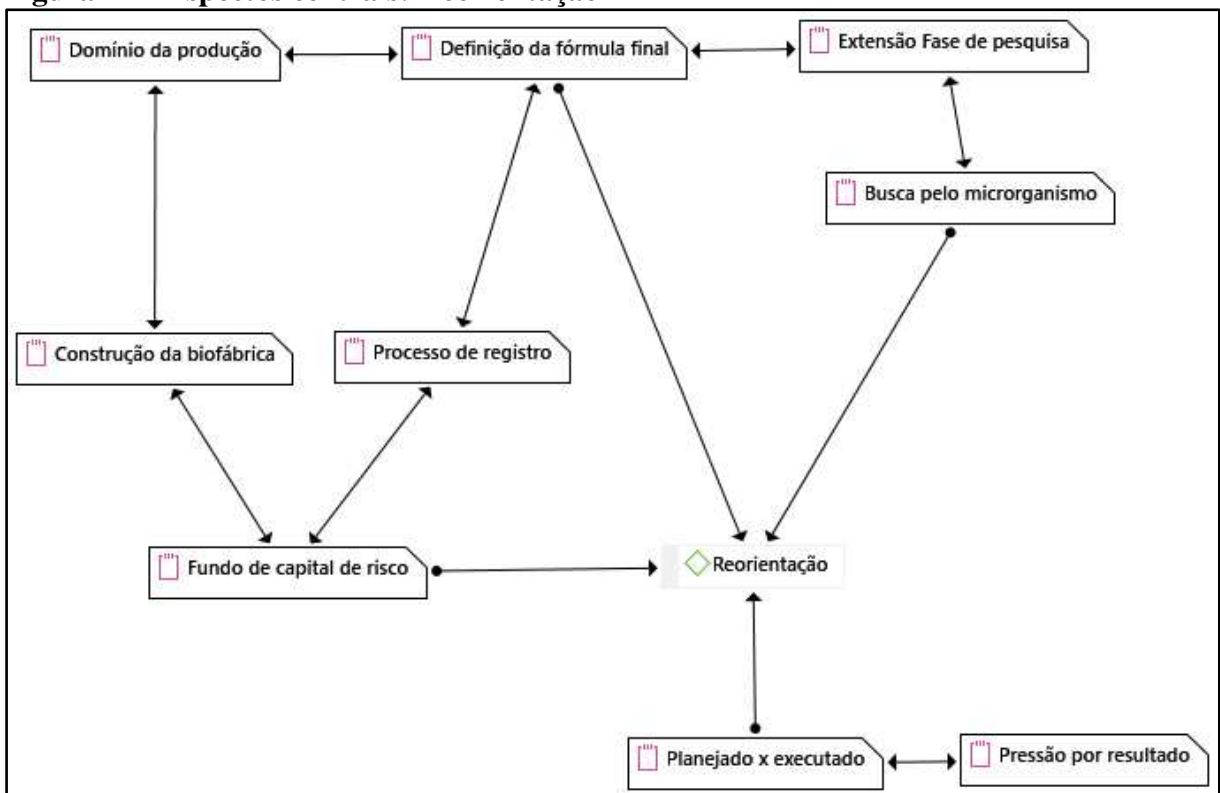 Domínio da produção
Definição da fórmula final
Extensão Fase de pesquisa
Busca pelo microrganismo
Construção da biofábrica
Processo de registro
Fundo de capital de risco
Reorientação
Planejado x executado
Pressão por resultado